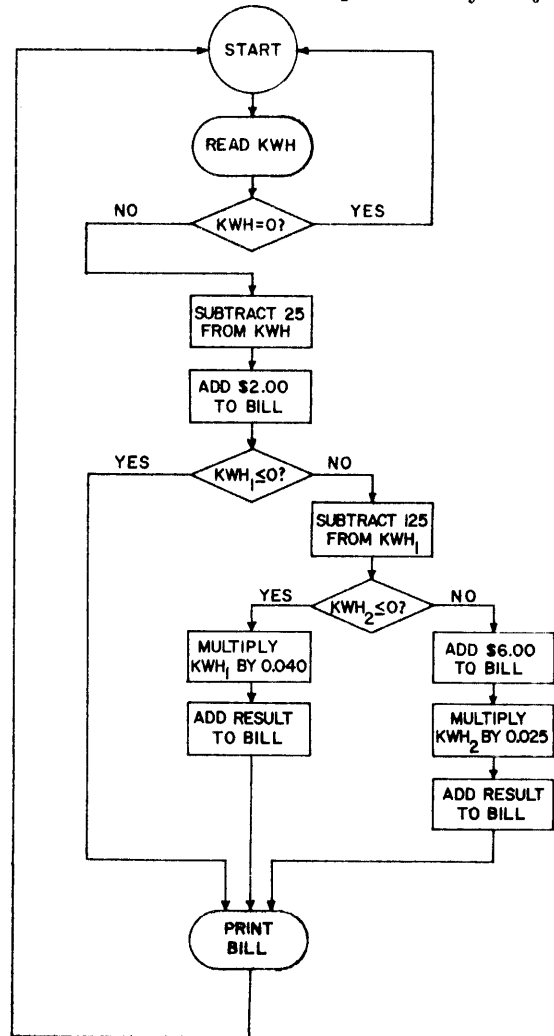 START
READ KWH
KWH=0?
NO
YES
SUBTRACT 25
FROM KWH
ADD $2.00
TO BILL
KWH₁≤0?
YES
NO
SUBTRACT 125
FROM KWH₁
KWH₂≤0?
YES
NO
MULTIPLY
KWH₁ BY 0.040
ADD $6.00
TO BILL
ADD RESULT
TO BILL
MULTIPLY
KWH₂ BY 0.025
ADD RESULT
TO BILL
PRINT
BILL